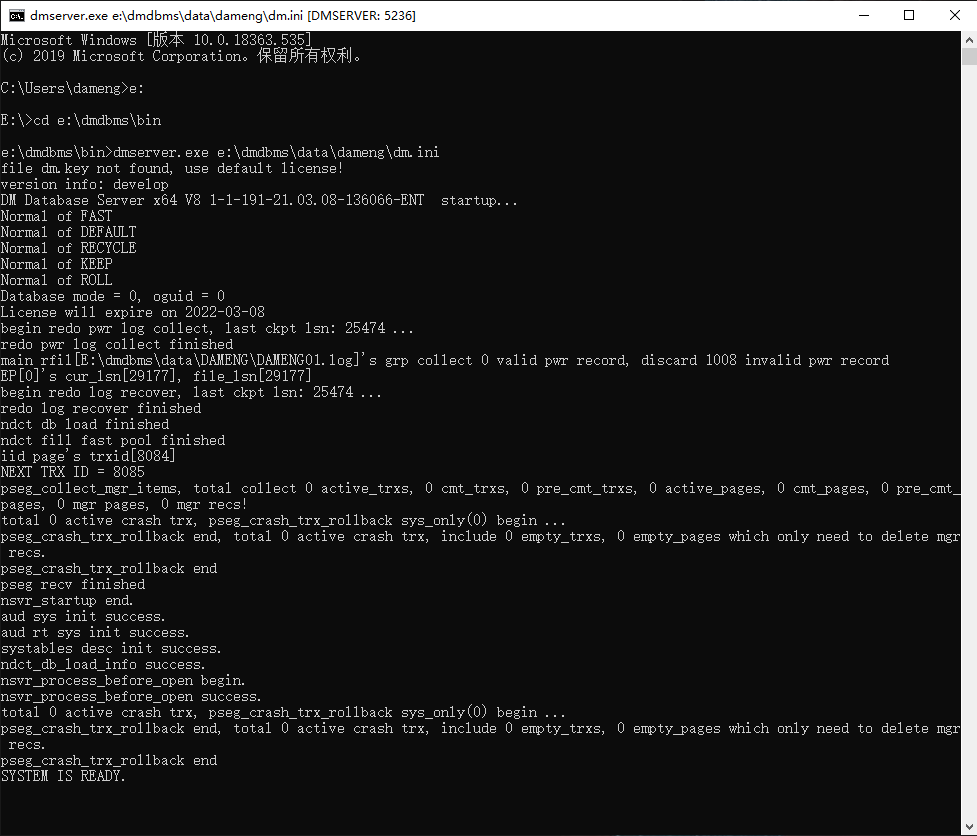 dmserver.exe e:\dmdbms\data\dameng\dm.ini [DMSERVER: 5236]
Microsoft Windows [版本 10.0.18363.535]
(c) 2019 Microsoft Corporation。保留所有权利。
C:\Users\dameng>e:
E:\>cd e:\dmdbms\bin
e:\dmdbms\bin>dmserver.exe e:\dmdbms\data\dameng\dm.ini
file dm.key not found, use default license!
version info: develop
DM Database Server x64 V8 1-1-191-21.03.08-136066-ENT  startup...
Normal of FAST
Normal of DEFAULT
Normal of RECYCLE
Normal of KEEP
Normal of ROLL
Database mode = 0, oguid = 0
License will expire on 2022-03-08
begin redo pwr log collect, last ckpt lsn: 25474 ...
redo pwr log collect finished
main rfil[E:\dmdbms\data\DAMENG\DAMENG01.log]'s grp collect 0 valid pwr record, discard 1008 invalid pwr record
EP[0]'s cur_lsn[29177], file_lsn[29177]
begin redo log recover, last ckpt lsn: 25474 ...
redo log recover finished
ndct db load finished
ndct fill fast pool finished
iid page's trxid[8084]
NEXT TRX ID = 8085
pseg_collect_mgr_items, total collect 0 active_trxs, 0 cmt_trxs, 0 pre_cmt_trxs, 0 active_pages, 0 cmt_pages, 0 pre_cmt_
pages, 0 mgr pages, 0 mgr recs!
total 0 active crash trx, pseg_crash_trx_rollback sys_only(0) begin ...
pseg_crash_trx_rollback end, total 0 active crash trx, include 0 empty_trxs, 0 empty_pages which only need to delete mgr
 recs.
pseg_crash_trx_rollback end
pseg recv finished
nsvr_startup end.
aud sys init success.
aud rt sys init success.
systables desc init success.
ndct_db_load_info success.
nsvr_process_before_open begin.
nsvr_process_before_open success.
total 0 active crash trx, pseg_crash_trx_rollback sys_only(0) begin ...
pseg_crash_trx_rollback end, total 0 active crash trx, include 0 empty_trxs, 0 empty_pages which only need to delete mgr
 recs.
pseg_crash_trx_rollback end
SYSTEM IS READY.